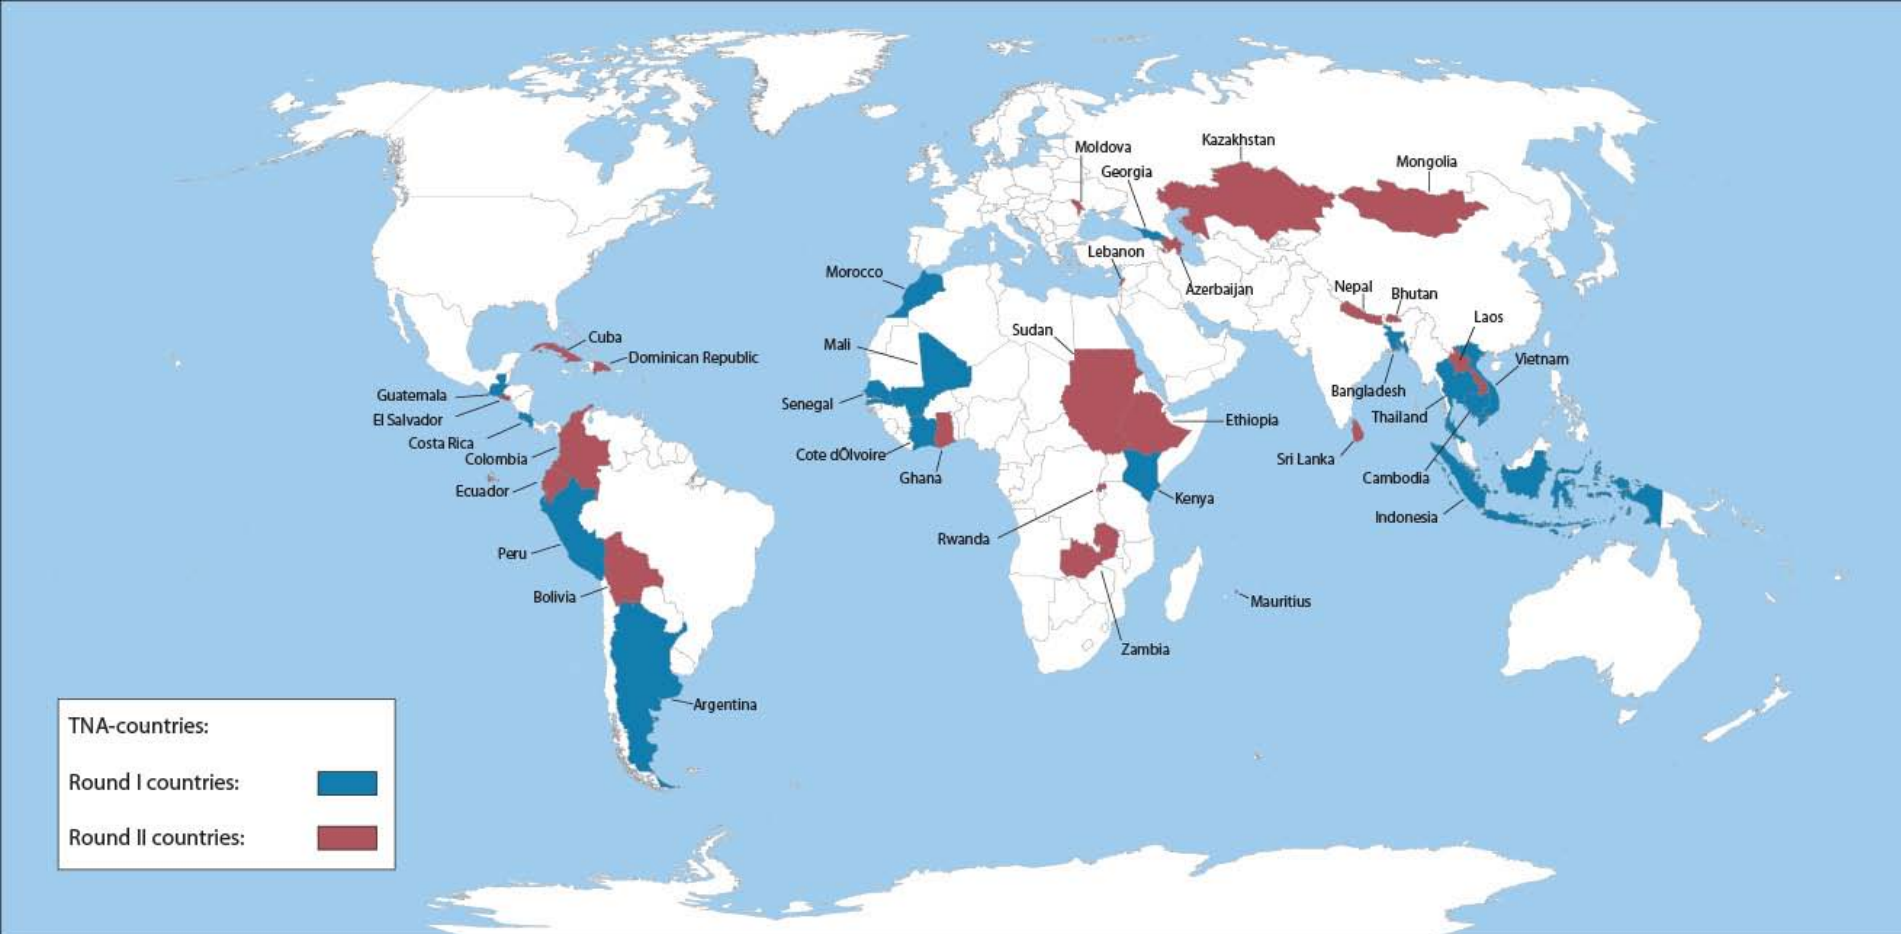 Kazakhstan
Moldova
Mongolia
Georgia
Lebanon
Morocco
Azerbaijan
Nepal
Bhutan
Laos
Sudan
Cuba
Mali
Dominican Republic
Vietnam
Guatemala
Bangladesh
Senegal
Thailand
El Salvador
Ethiopia
Costa Rica
Cote dÔlvoire
Colombia
Sri Lanka
Ghana
Cambodia
Ecuador
Kenya
Indonesia
Rwanda
Peru
Bolivia
Mauritius
Zambia
Argentina
TNA-countries:
Round I countries:
Round II countries: